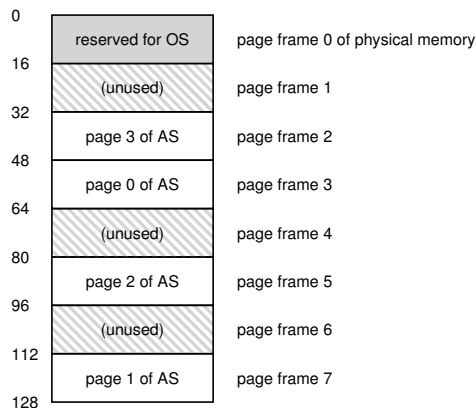 0
reserved for OS page frame 0 of physical memory
16
(unused) page frame 1
32
page 3 of AS page frame 2
48
page 0 of AS page frame 3
64
(unused) page frame 4
80
page 2 of AS page frame 5
96
(unused) page frame 6
112
page 1 of AS page frame 7
128